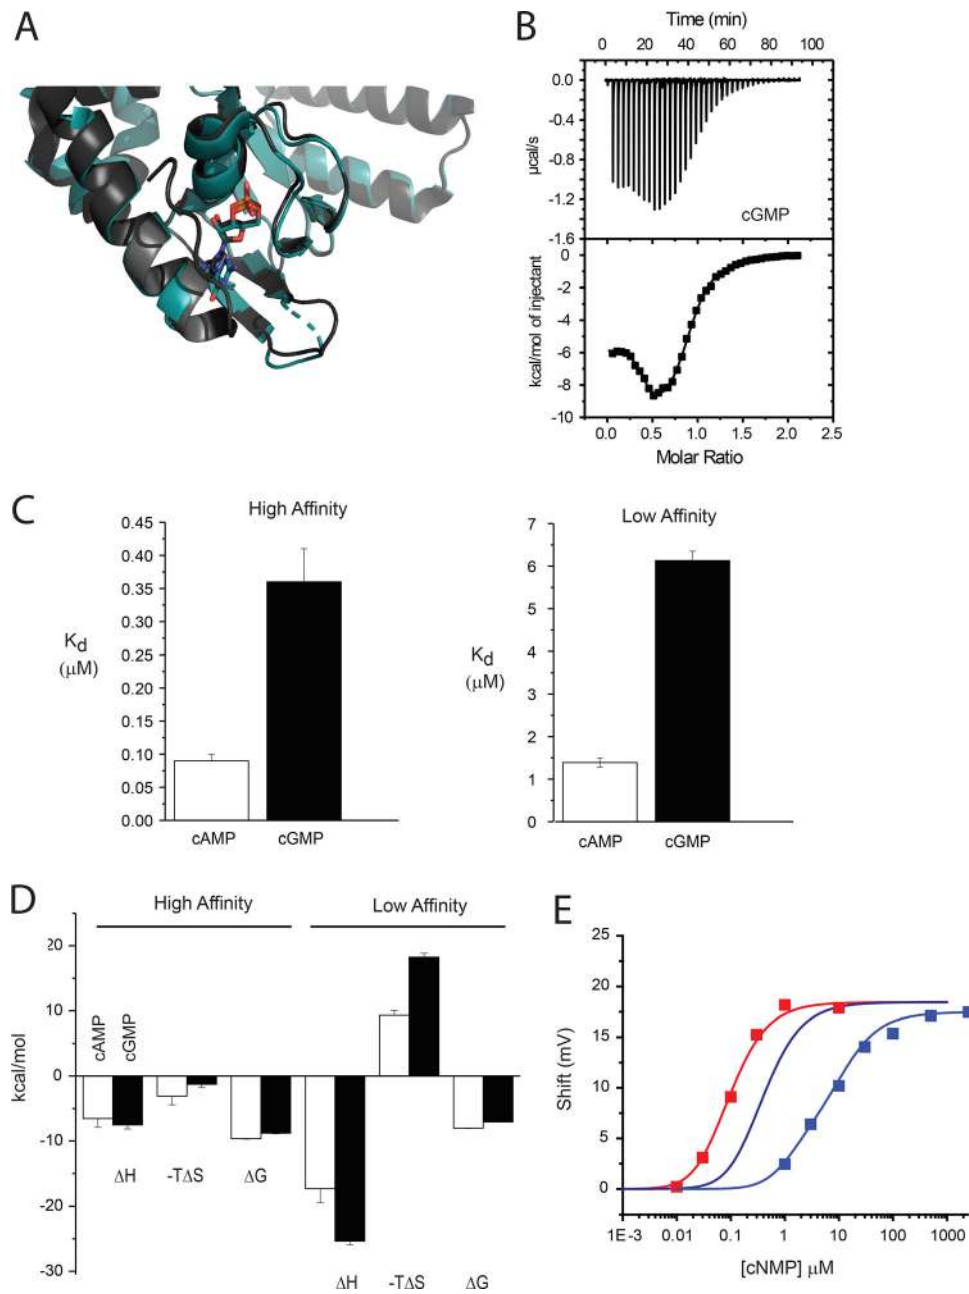 A
B
Time (min)
0 20 40 60 80 100
0.0
-0.4
-0.8
-1.2
-1.6
µcal/s
cGMP
0
-2
-4
-6
-8
-10
kcal/mol of injectant
0.0 0.5 1.0 1.5 2.0 2.5
Molar Ratio
C
High Affinity
0.45
0.40
0.35
0.30
0.25
0.20
0.15
0.10
0.05
0.00
Kd
(µM)
cAMP cGMP
Low Affinity
7
6
5
4
3
2
1
0
Kd
(µM)
cAMP cGMP
D
High Affinity Low Affinity
20
10
0
-10
-20
-30
kcal/mol
cAMP
cGMP
ΔH -TΔS ΔG
ΔH -TΔS ΔG
E
25
20
15
10
5
0
Shift (mV)
1E-3 0.01 0.1 1 10 100 1000
[cNMP] µM